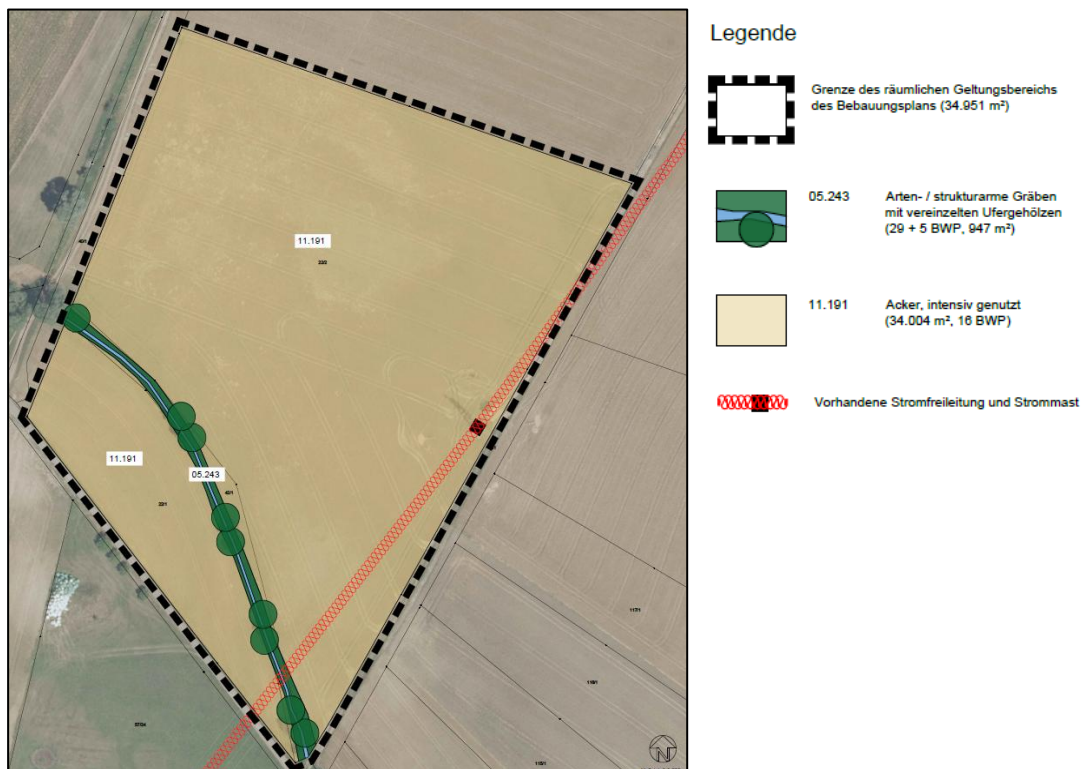 Legende
Grenze des räumlichen Geltungsbereichs
des Bebauungsplans (34.951 m²)
05.243 Arten- / strukturarme Gräben
mit vereinzelten Ufergehölzen
(29 + 5 BWP, 947 m²)
11.191 Acker, intensiv genutzt
(34.004 m², 16 BWP)
Vorhandene Stromfreileitung und Strommast
11.191
11.191
05.243
117/1
N